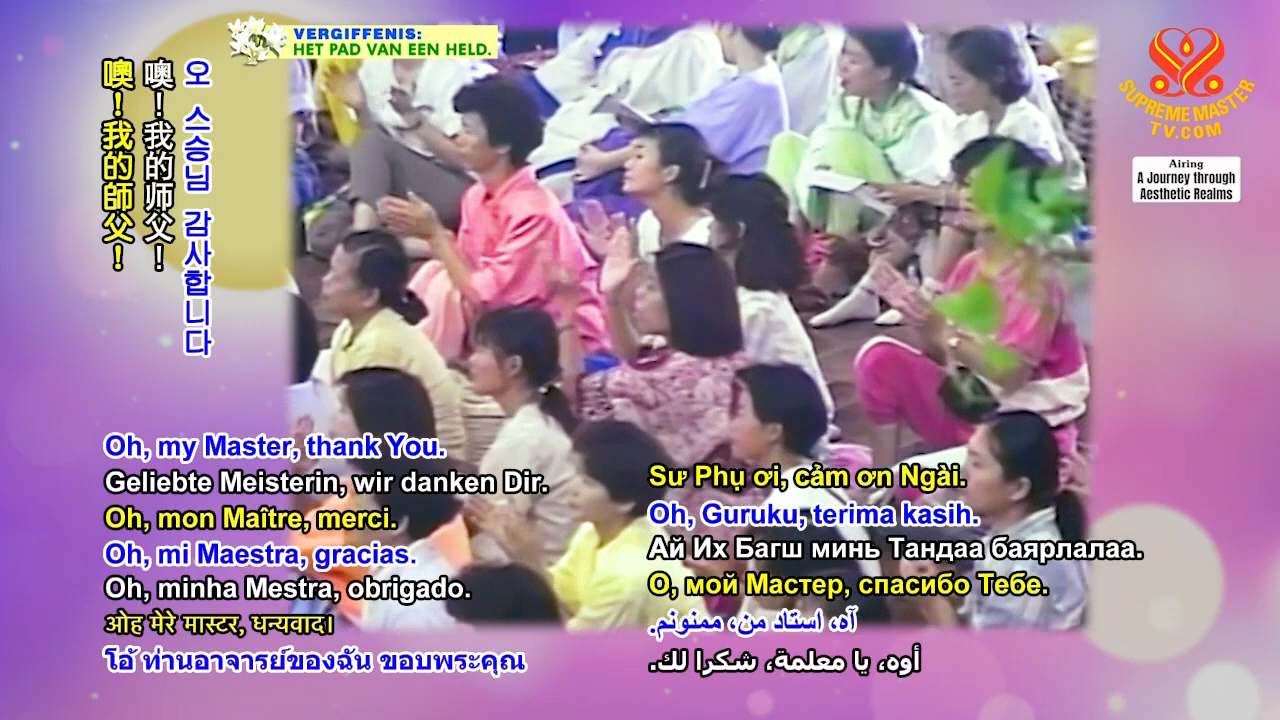 VERGIFFENIS:
HET PAD VAN EEN HELD.
SUPREME MASTER
TV.COM
Airing
A Journey through
Aesthetic Realms
오 스승님 감사합니다
噢！我的师父！
噢！我的師父！
Oh, my Master, thank You.
Geliebte Meisterin, wir danken Dir.
Oh, mon Maître, merci.
Oh, mi Maestra, gracias.
Oh, minha Mestra, obrigado.
ओह मेरे मास्टर, धन्यवाद।
โอ้ ท่านอาจารย์ของฉัน ขอบพระคุณ
Sư Phụ ơi, cảm ơn Ngài.
Oh, Guruku, terima kasih.
Ай Их Багш минь Тандаа баярлалаа.
О, мой Мастер, спасибо Тебе.
آه، استاد من، ممنونم.
أوه، يا معلمة، شكرا لك.